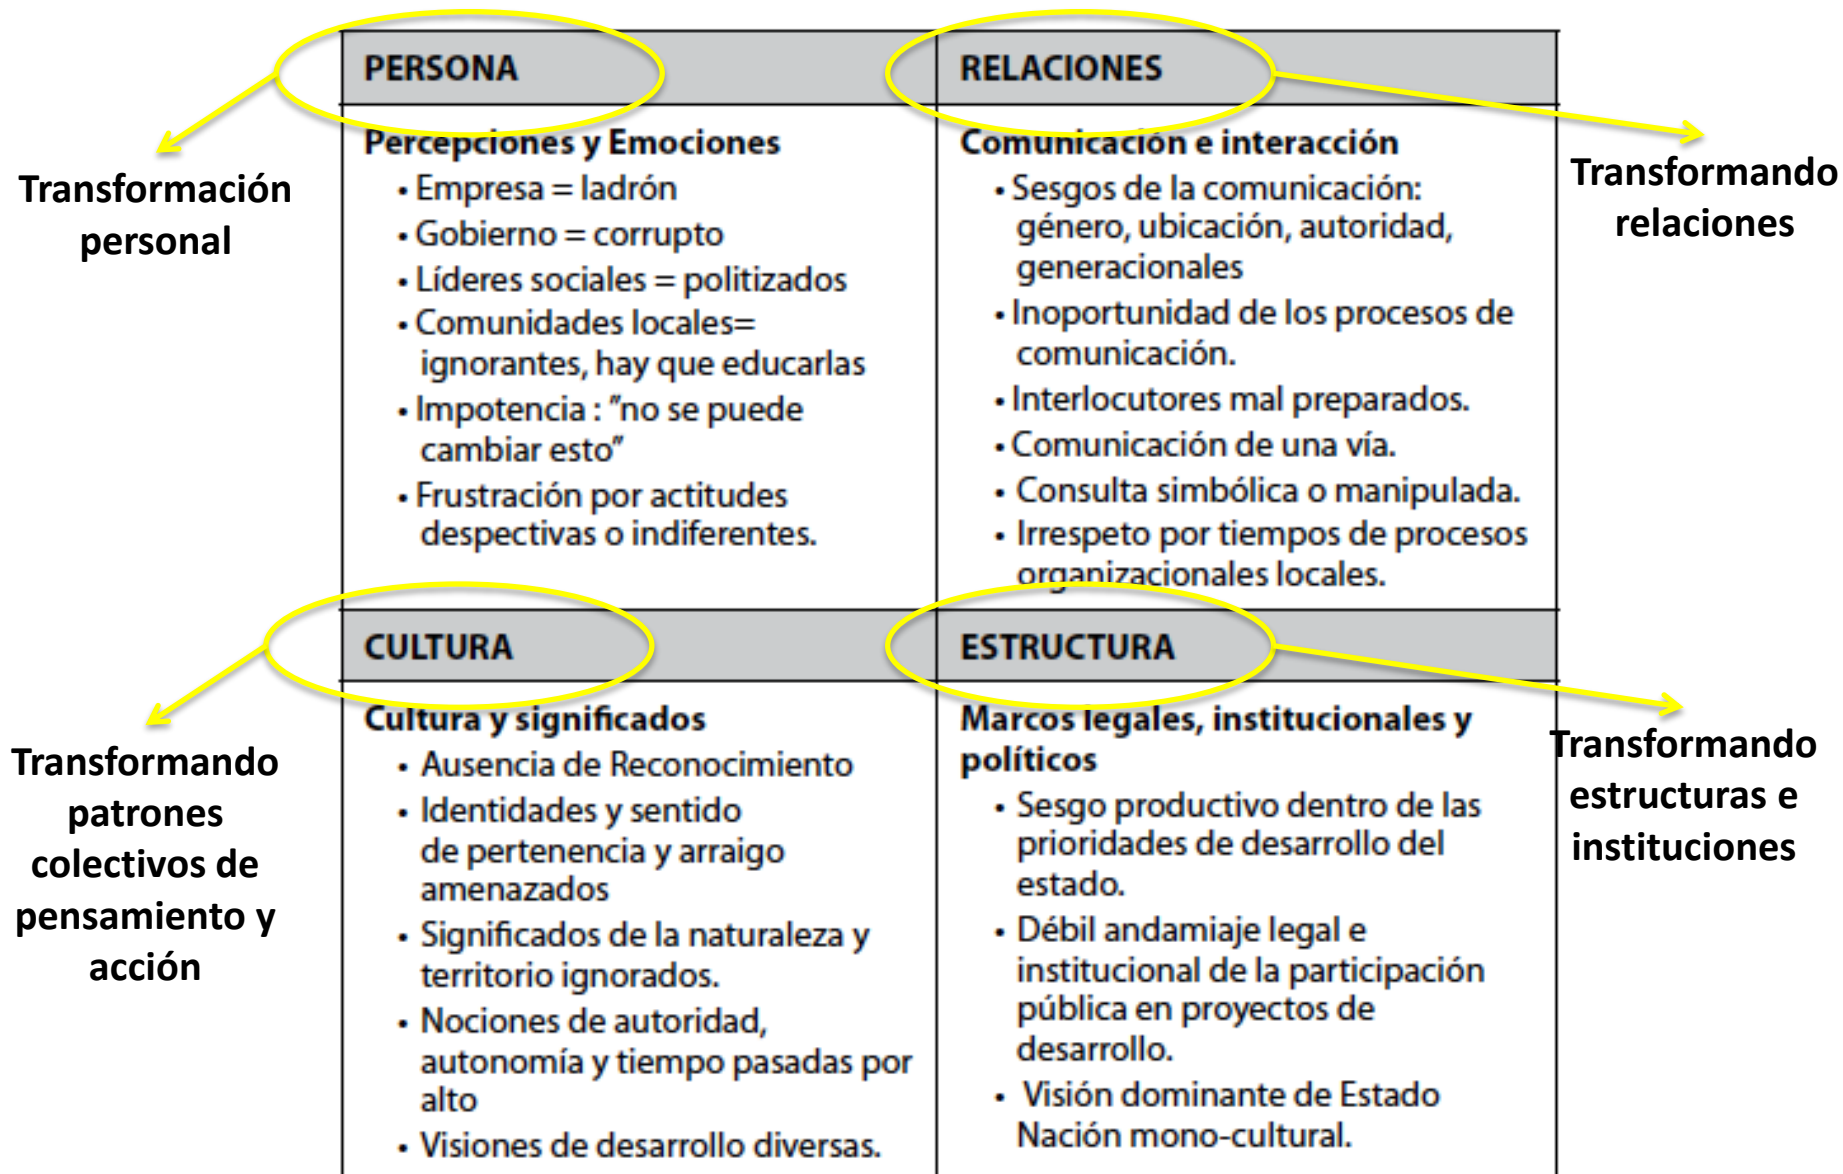 PERSONA
Percepciones y Emociones
• Empresa = ladrón
• Gobierno = corrupto
• Líderes sociales = politizados
• Comunidades locales=
ignorantes, hay que educarlas
• Impotencia : "no se puede
cambiar esto"
• Frustración por actitudes
despectivas o indiferentes.
Transformación
personal
RELACIONES
Comunicación e interacción
• Sesgos de la comunicación:
género, ubicación, autoridad,
generacionales
• Inoportunidad de los procesos de
comunicación.
• Interlocutores mal preparados.
• Comunicación de una vía.
• Consulta simbólica o manipulada.
• Irrespeto por tiempos de procesos
organizacionales locales.
Transformando
relaciones
CULTURA
Cultura y significados
• Ausencia de Reconocimiento
• Identidades y sentido
de pertenencia y arraigo
amenazados
• Significados de la naturaleza y
territorio ignorados.
• Nociones de autoridad,
autonomía y tiempo pasadas por
alto
• Visiones de desarrollo diversas.
Transformando
patrones
colectivos de
pensamiento y
acción
ESTRUCTURA
Marcos legales, institucionales y
políticos
• Sesgo productivo dentro de las
prioridades de desarrollo del
estado.
• Débil andamiaje legal e
institucional de la participación
pública en proyectos de
desarrollo.
• Visión dominante de Estado
Nación mono-cultural.
Transformando
estructuras e
instituciones